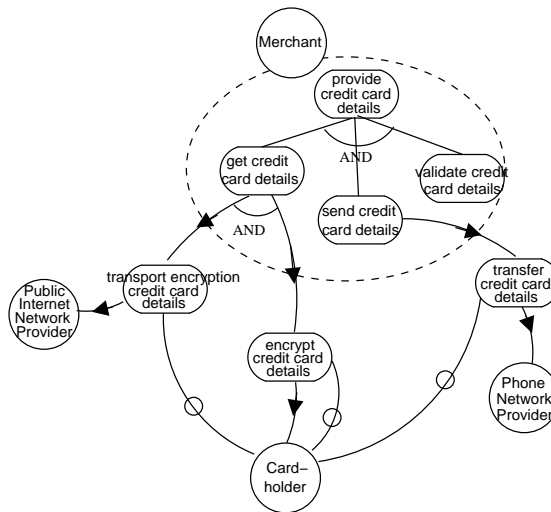 Merchant
provide
credit card
details
AND
get credit
card details
validate credit
card details
send credit
card details
AND
transport encryption
credit card
details
transfer
credit card
details
Public
Internet
Network
Provider
encrypt
credit card
details
Phone
Network
Provider
Card–
holder